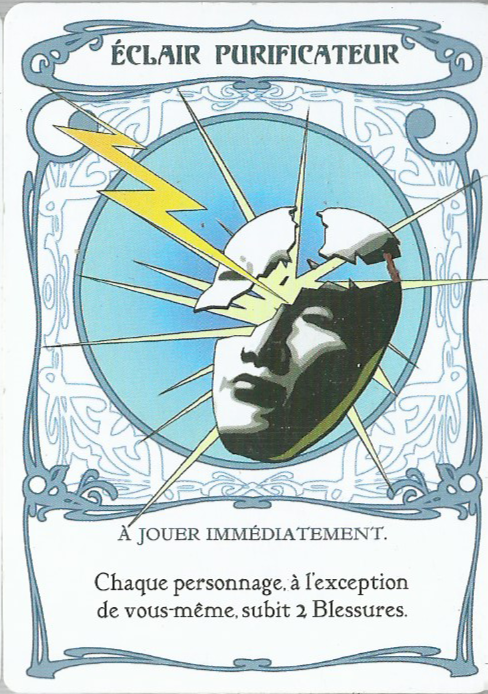 ÉCLAIR PURIFICATEUR
À JOUER IMMÉDIATEMENT.
Chaque personnage, à l'exception
de vous-même, subit 2 Blessures.